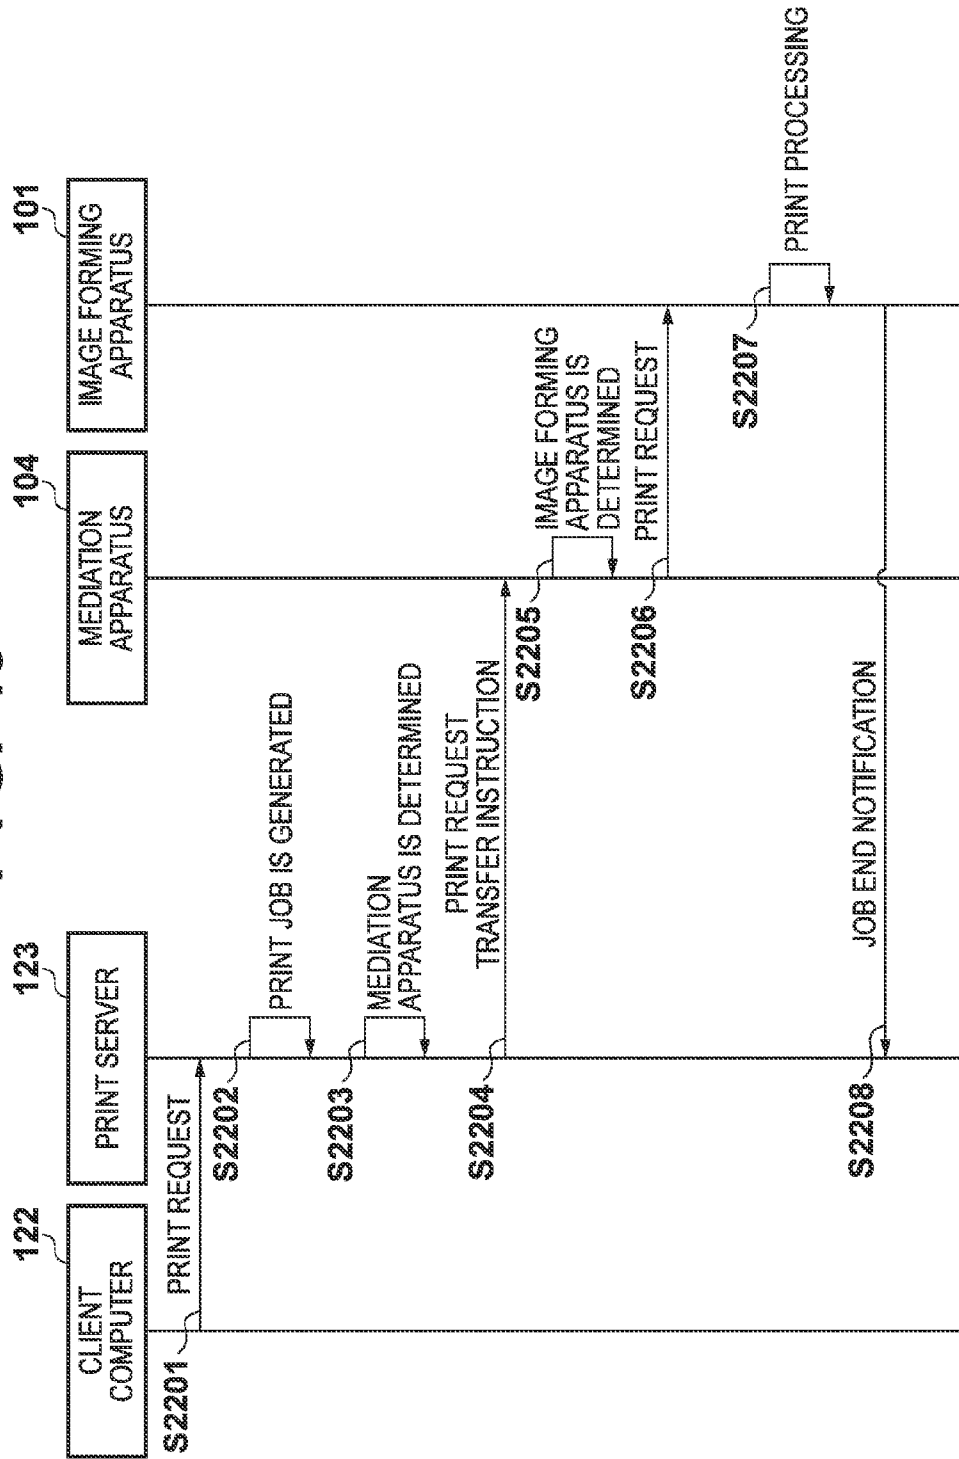 122
CLIENT
COMPUTER
123
PRINT SERVER
104
MEDIATION
APPARATUS
101
IMAGE FORMING
APPARATUS
S2201
PRINT REQUEST
S2202
PRINT JOB IS GENERATED
S2203
MEDIATION
APPARATUS IS DETERMINED
S2204
PRINT REQUEST
TRANSFER INSTRUCTION
S2205
IMAGE FORMING
APPARATUS IS
DETERMINED
S2206
PRINT REQUEST
S2207
PRINT PROCESSING
S2208
JOB END NOTIFICATION